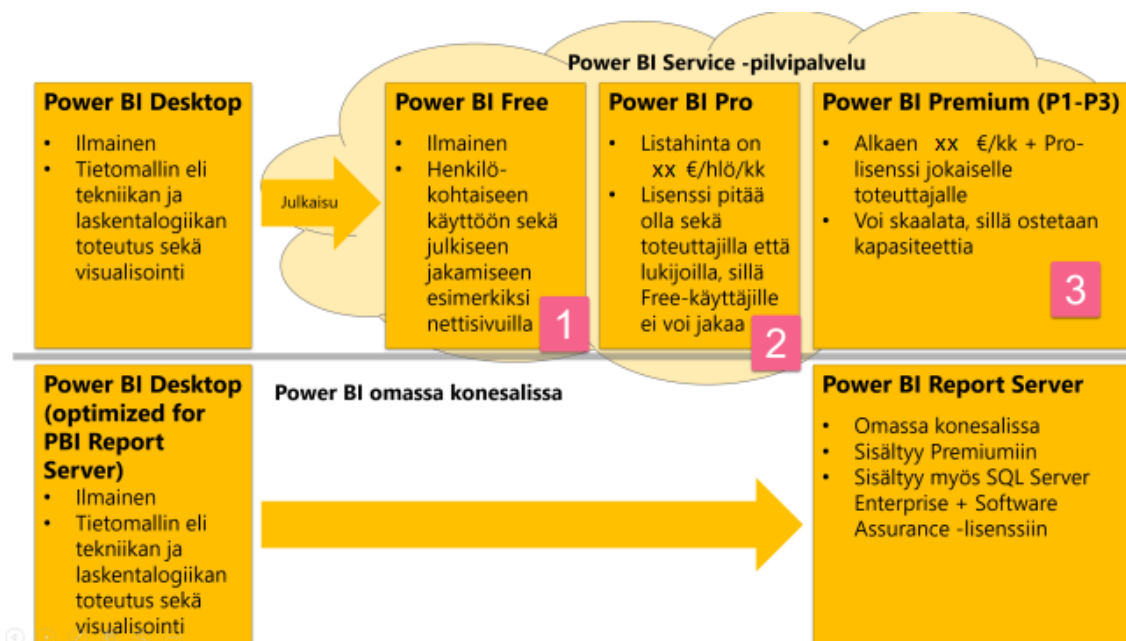 Power BI Service -pilvipalvelu
Power BI Desktop
• Ilmainen
• Tietomallin eli
tekniikan ja
laskentalogiikan
toteutus sekä
visualisointi
Julkaisu
Power BI Free
• Ilmainen
• Henkilö-
kohtaiseen
käyttöön sekä
julkiseen
jakamiseen
esimerkiksi
nettisivuilla
1
Power BI Pro
• Listahinta on
xx €/hlö/kk
• Lisenssi pitää
olla sekä
toteuttajilla että
lukijoilla, sillä
Free-käyttäjille
ei voi jakaa
2
Power BI Premium (P1-P3)
• Alkaen xx €/kk + Pro-
lisenssi jokaiselle
toteuttajalle
• Voi skaalata, sillä ostetaan
kapasiteettia
3
Power BI Desktop
(optimized for
PBI Report
Server)
• Ilmainen
• Tietomallin eli
tekniikan ja
laskentalogiikan
toteutus sekä
visualisointi
Power BI omassa konesalissa
Power BI Report Server
• Omassa konesalissa
• Sisältyy Premiumiin
• Sisältyy myös SQL Server
Enterprise + Software
Assurance -lisenssiin